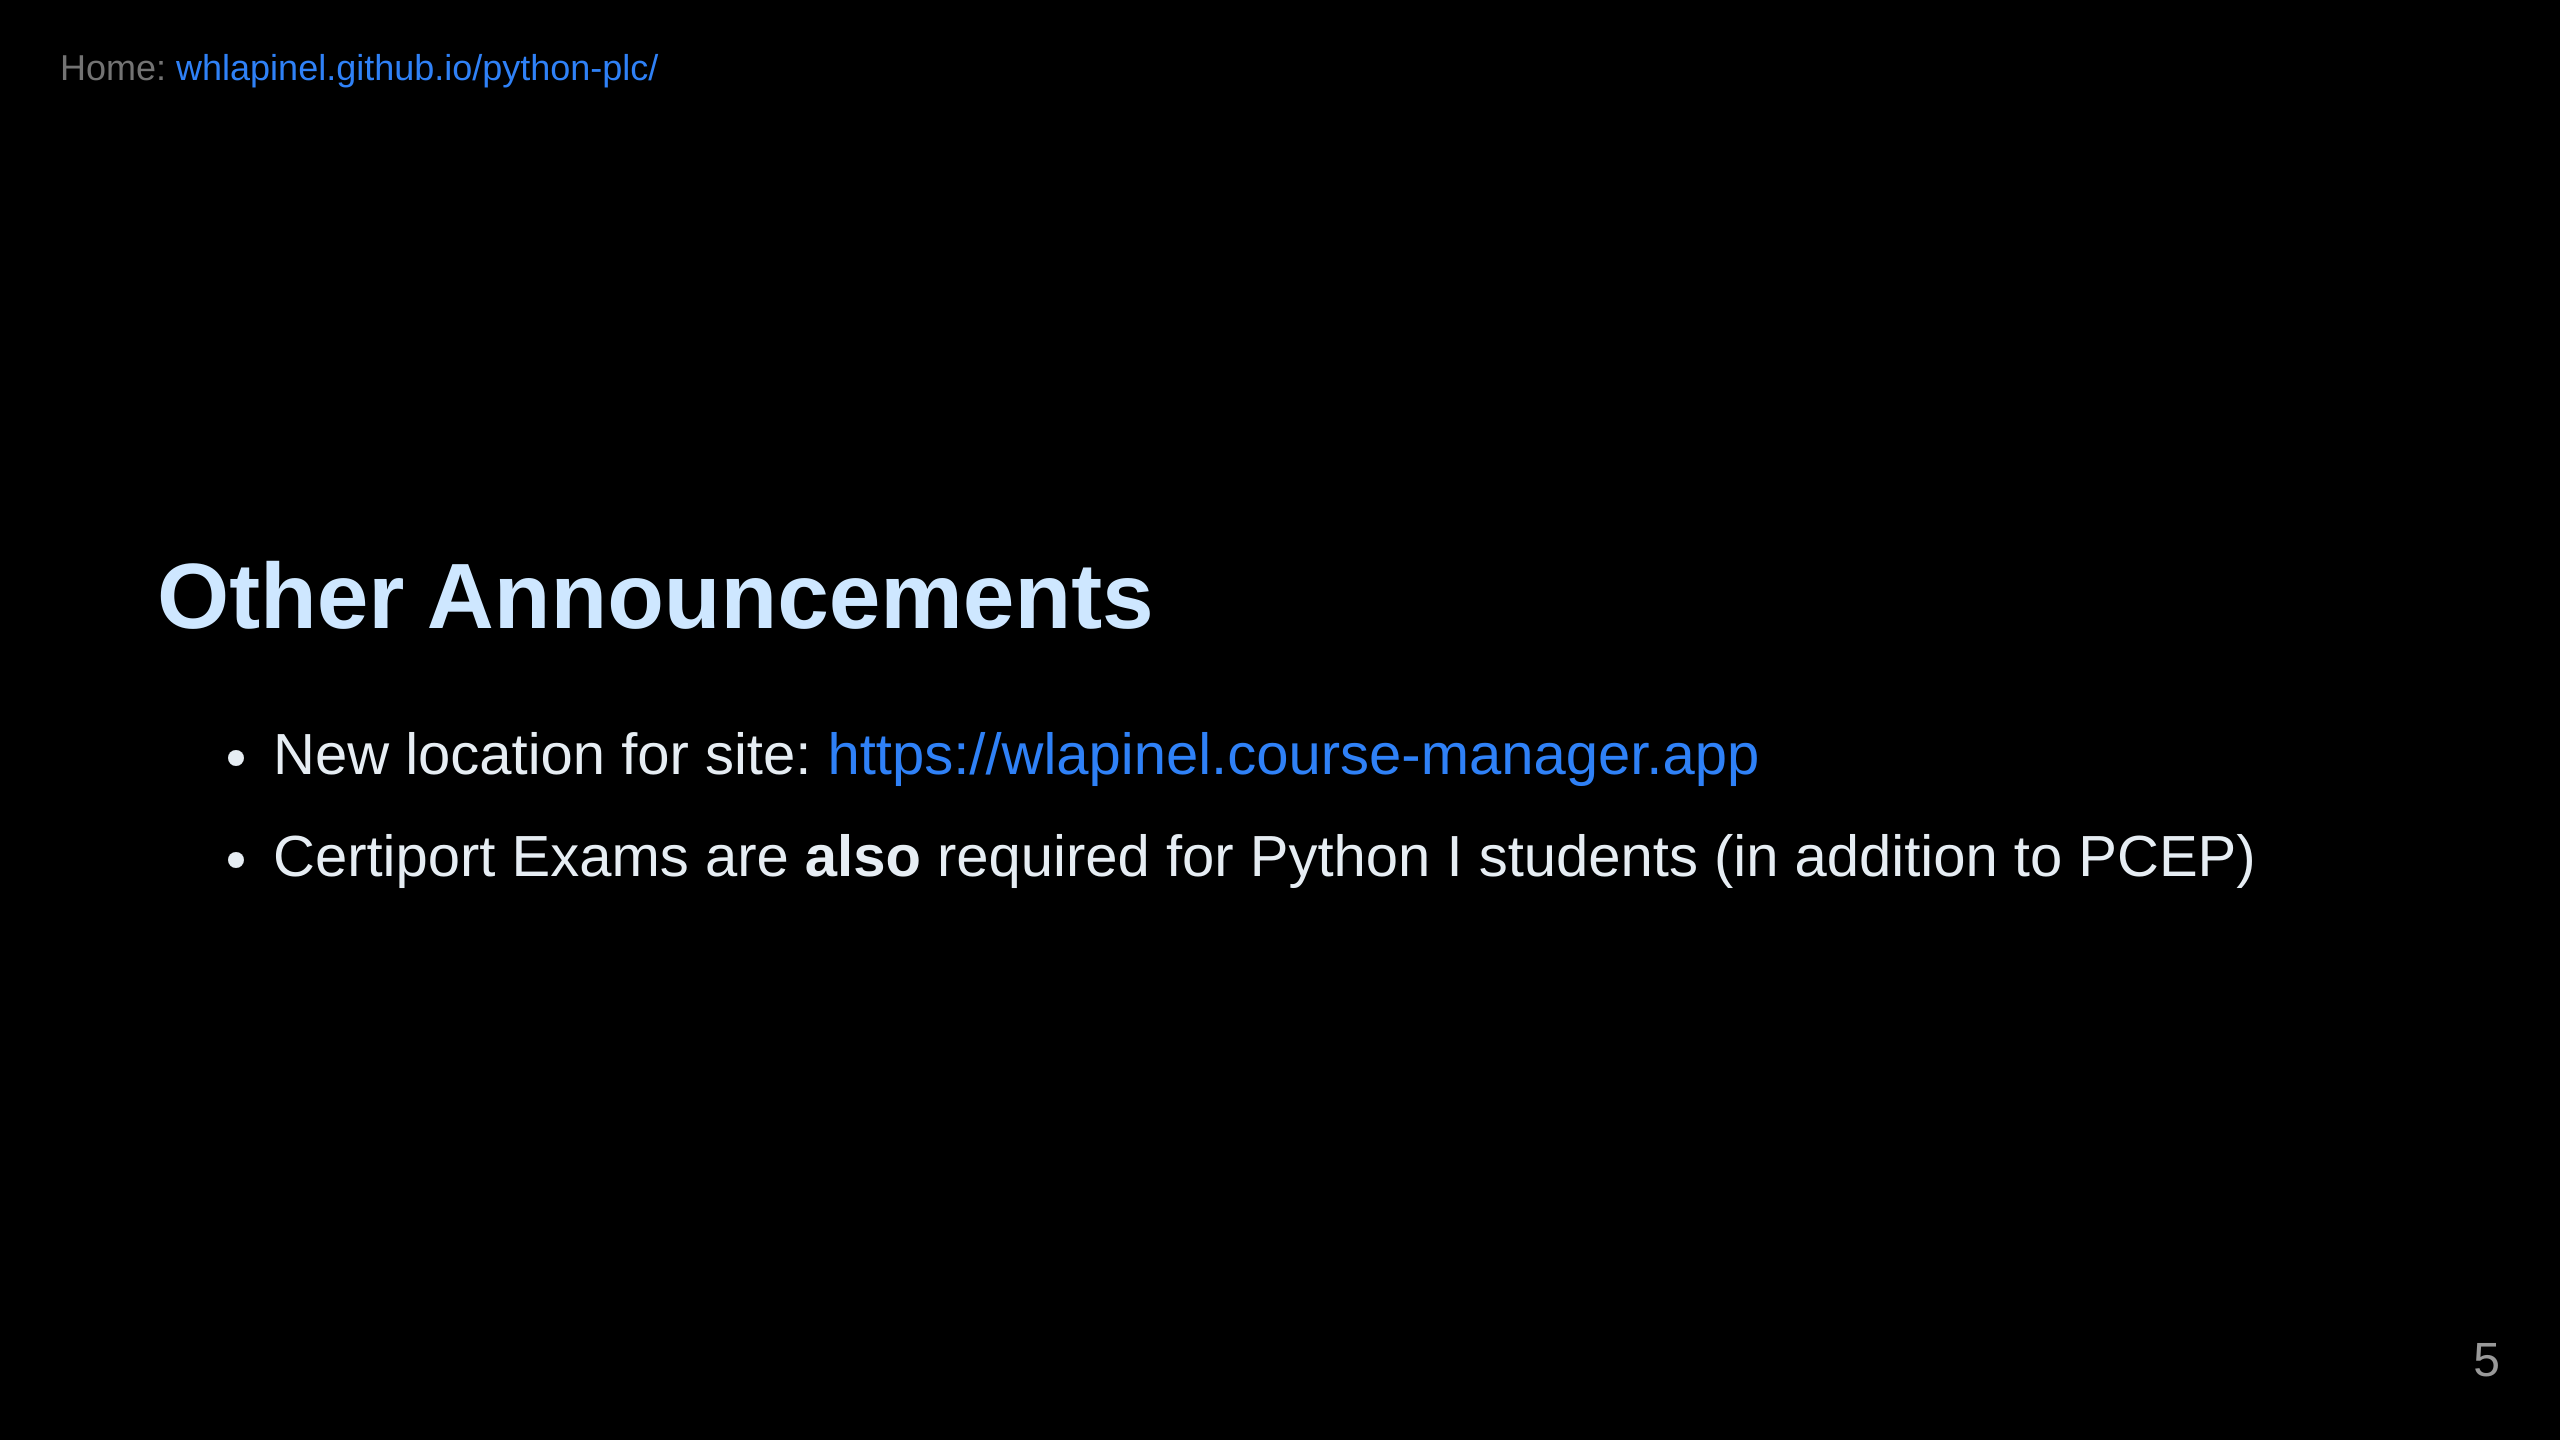 Home: whlapinel.github.io/python-plc/
Other Announcements
• New location for site: https://wlapinel.course-manager.app
• Certiport Exams are also required for Python I students (in addition to PCEP)
5